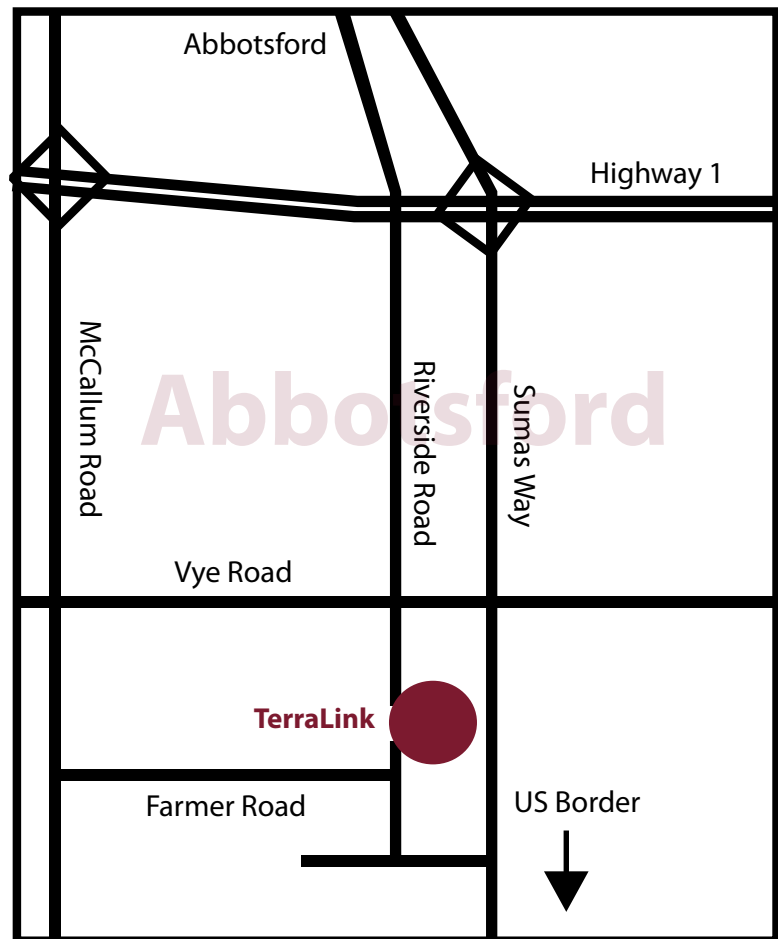 Abbotsford
Highway 1
McCallum Road
Abbotsford
Riverside Road
Sumas Way
Vye Road
TerraLink
Farmer Road
US Border